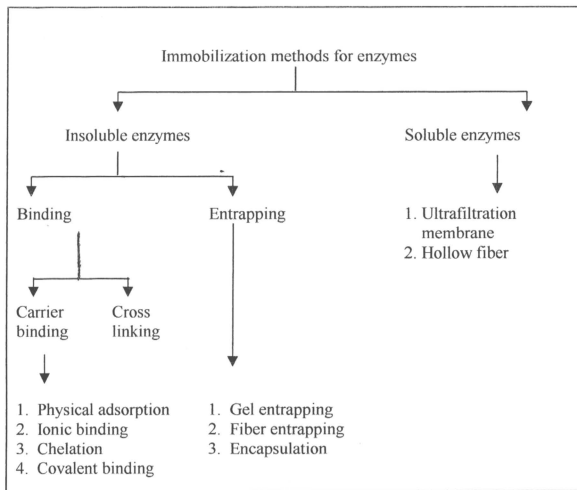 Immobilization methods for enzymes
Insoluble enzymes
Soluble enzymes
Binding
Entrapping
1. Ultrafiltration
membrane
2. Hollow fiber
Carrier
binding
Cross
linking
1. Physical adsorption
2. Ionic binding
3. Chelation
4. Covalent binding
1. Gel entrapping
2. Fiber entrapping
3. Encapsulation